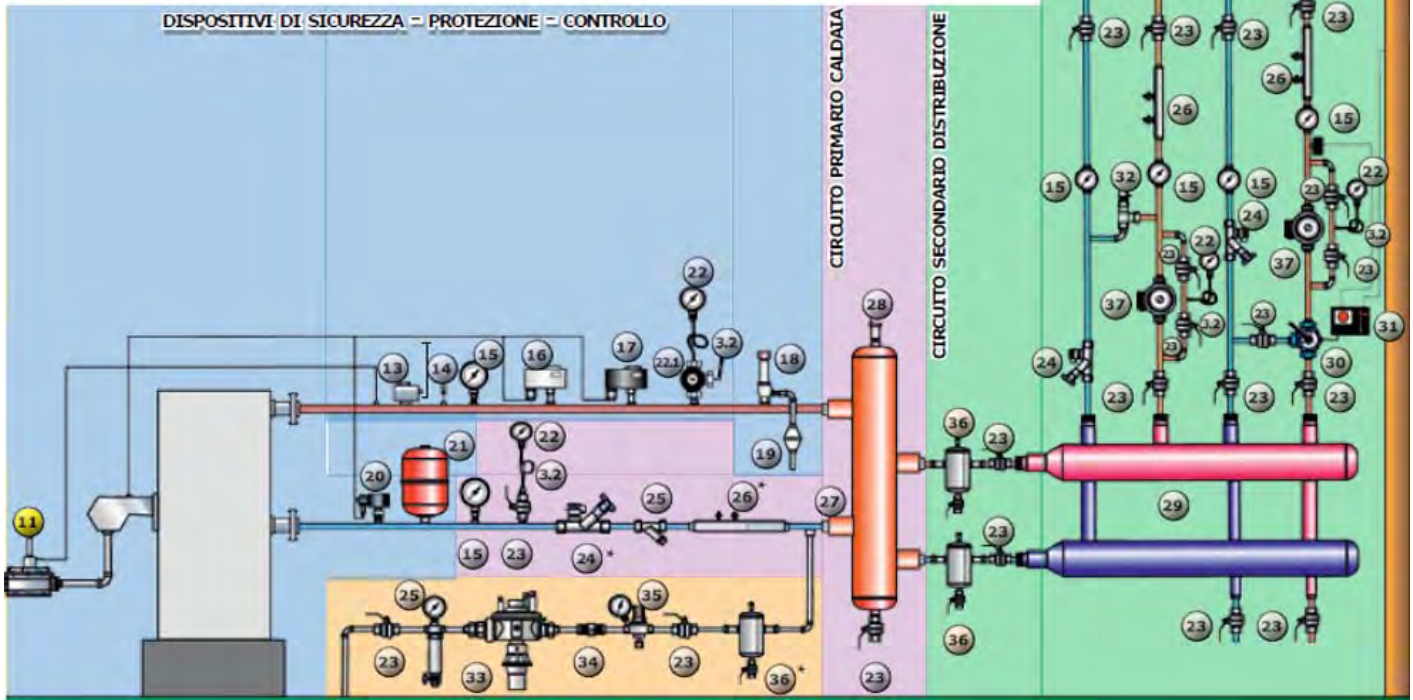 DISPOSITIVI DI SICUREZZA - PROTEZIONE - CONTROLLO
CIRCUITO PRIMARIO CALDAIA
CIRCUITO SECONDARIO DISTRIBUZIONE
23 23 23 23
26 26
15
15 32 15 15 23 22
24
22 23 3.2
37 37 23
3.2 23 23 31
24 30
23 23 23
22 28
13 14 15 16 17 22.1 3.2 18
21 22 19 36 23
20 3.2 25 26* 27
11 29
15 23 24* 23
25 35 36
23 33 34 23 36* 23 23 23